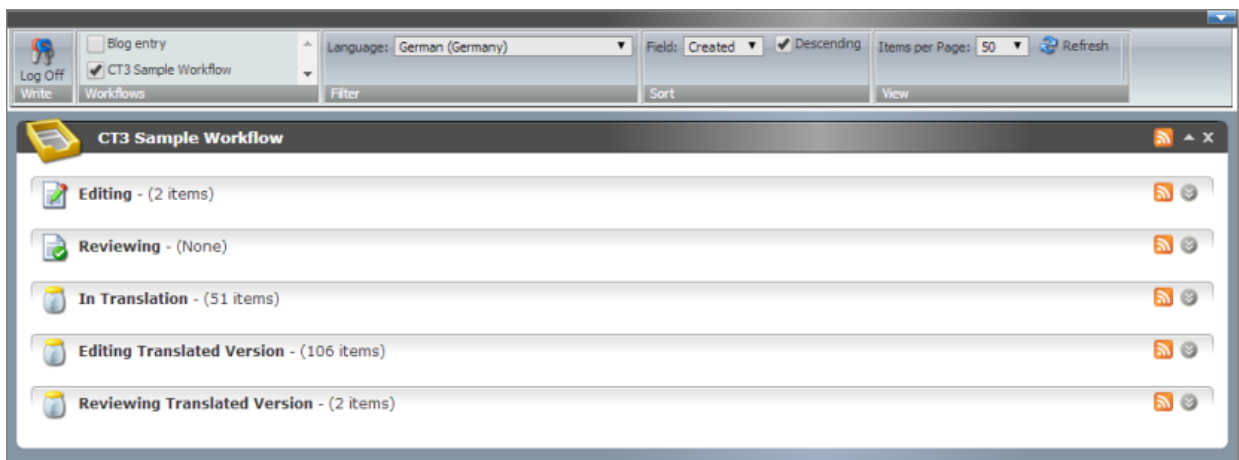 Blog entry
Language: German (Germany)
Field: Created
Descending
Items per Page: 50
Refresh
CT3 Sample Workflow
Log Off
Write
Workflows
Filter
Sort
View
CT3 Sample Workflow
X
Editing - (2 items)
Reviewing - (None)
In Translation - (51 items)
Editing Translated Version - (106 items)
Reviewing Translated Version - (2 items)